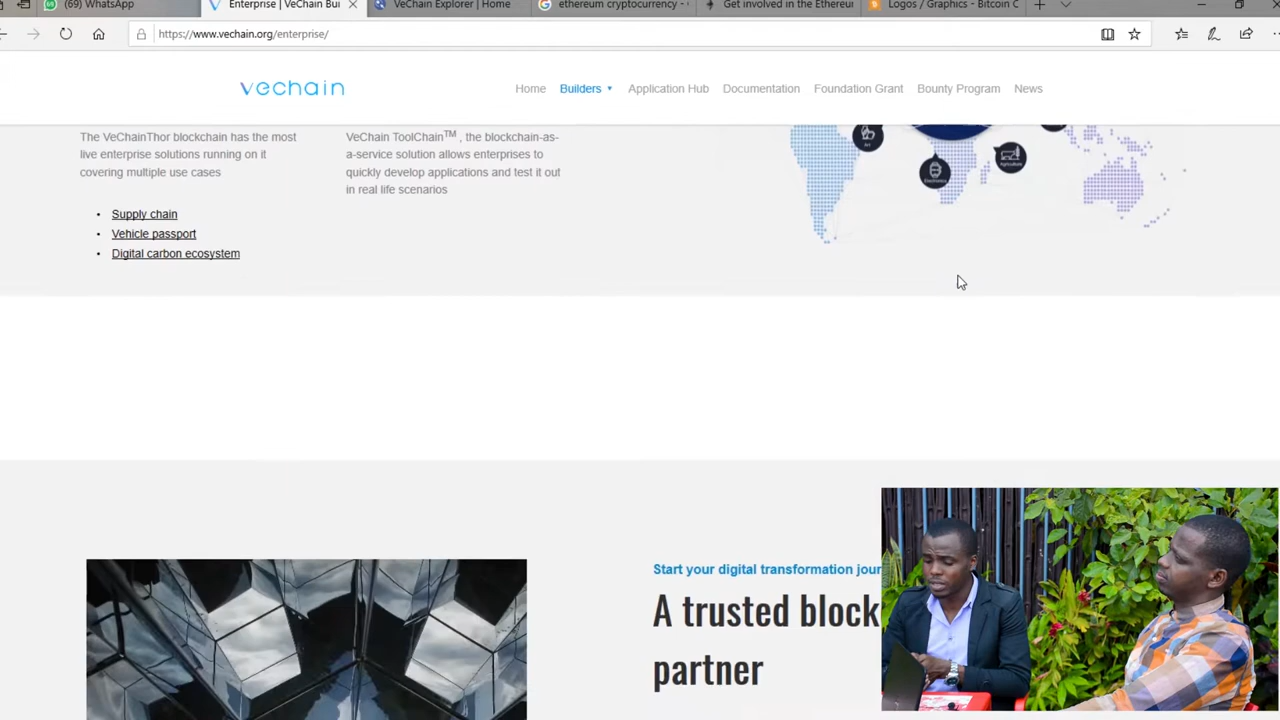 (69) WhatsApp
Enterprise | VeChain Bui
VeChain Explorer | Home
ethereum cryptocurrency -
Get involved in the Ethereum
Logos / Graphics - Bitcoin C
https://www.vechain.org/enterprise/
vechain
Home
Builders
Application Hub
Documentation
Foundation Grant
Bounty Program
News
The VeChainThor blockchain has the most
live enterprise solutions running on it
covering multiple use cases
• Supply chain
• Vehicle passport
• Digital carbon ecosystem
VeChain ToolChain™, the blockchain-as-
a-service solution allows enterprises to
quickly develop applications and test it out
in real life scenarios
Electronics
Agriculture
Start your digital transformation jour
A trusted block
partner